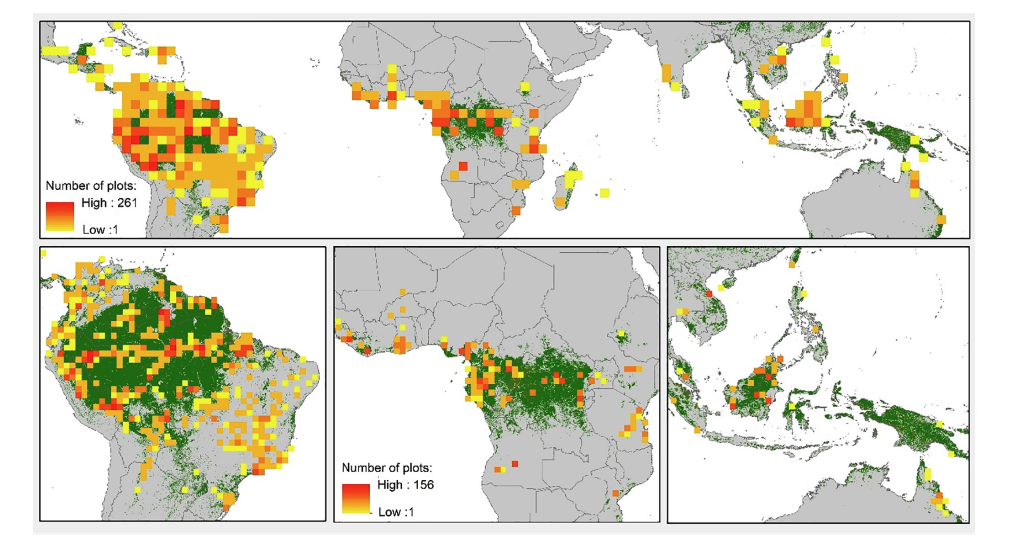 Number of plots:
High : 261
Low :1
Number of plots:
High : 156
Low :1